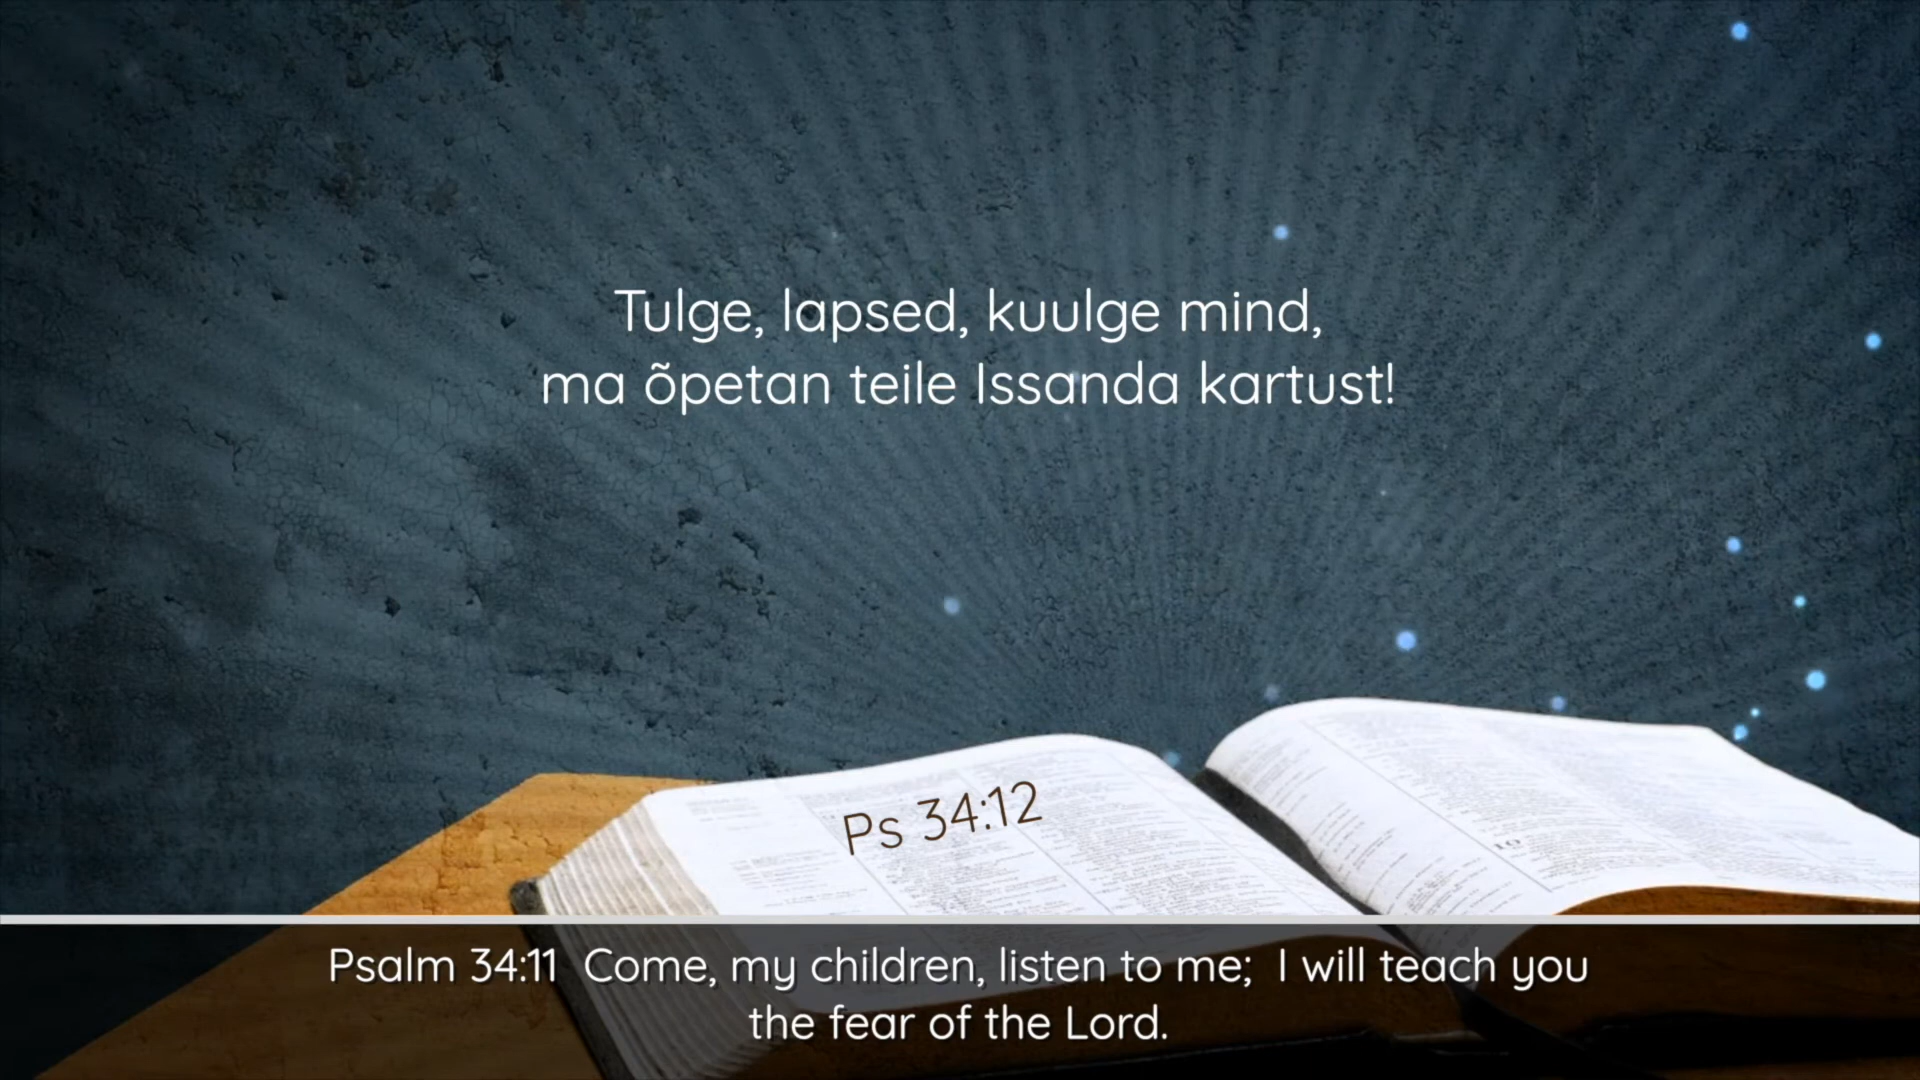 Tulge, lapsed, kuulge mind,
ma õpetan teile Issanda kartust!
Ps 34:12
Psalm 34:11  Come, my children, listen to me;  I will teach you
the fear of the Lord.